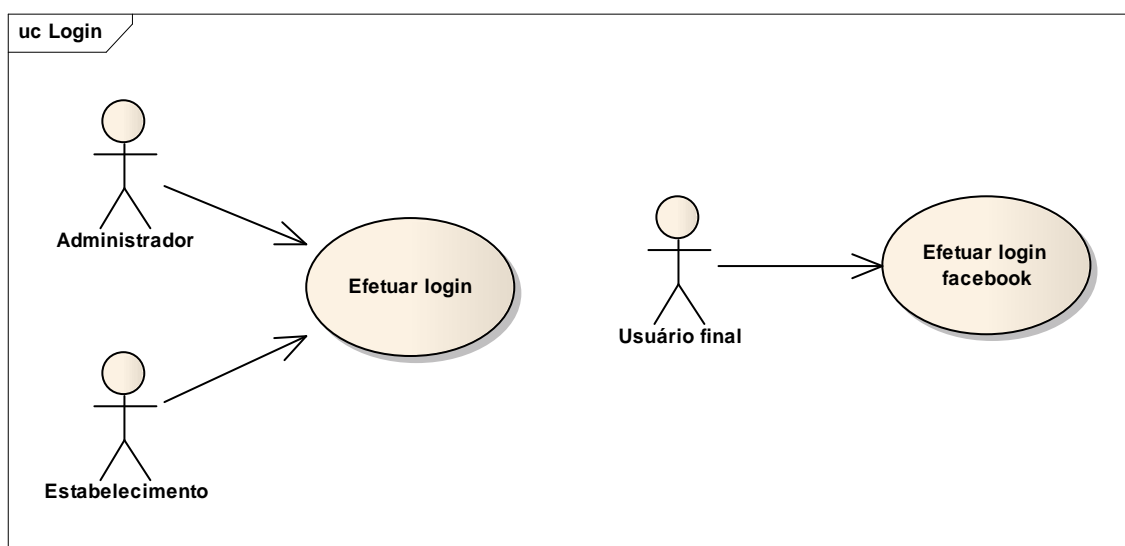 uc Login
Administrador
Efetuar login
Estabelecimento
Usuário final
Efetuar login
facebook